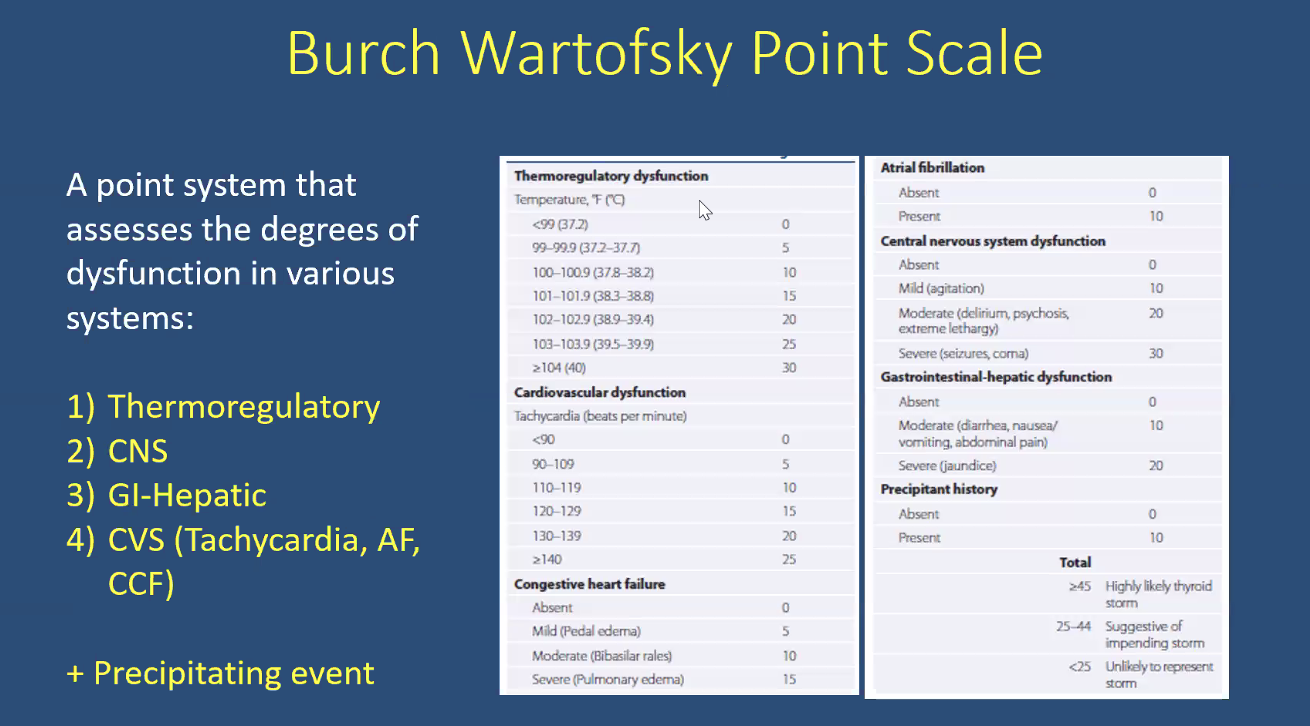 Burch Wartofsky Point Scale
A point system that
assesses the degrees of
dysfunction in various
systems:
1) Thermoregulatory
2) CNS
3) GI-Hepatic
4) CVS (Tachycardia, AF,
CCF)
+ Precipitating event
Thermoregulatory dysfunction
Temperature, °F (°C)
<99 (37.2) 0
99–99.9 (37.2–37.7) 5
100–100.9 (37.8–38.2) 10
101–101.9 (38.3–38.8) 15
102–102.9 (38.9–39.4) 20
103–103.9 (39.5–39.9) 25
≥104 (40) 30
Cardiovascular dysfunction
Tachycardia (beats per minute)
<90 0
90–109 5
110–119 10
120–129 15
130–139 20
≥140 25
Congestive heart failure
Absent 0
Mild (Pedal edema) 5
Moderate (Bibasilar rales) 10
Severe (Pulmonary edema) 15
Atrial fibrillation
Absent 0
Present 10
Central nervous system dysfunction
Absent 0
Mild (agitation) 10
Moderate (delirium, psychosis, 20
extreme lethargy)
Severe (seizures, coma) 30
Gastrointestinal-hepatic dysfunction
Absent 0
Moderate (diarrhea, nausea/ 10
vomiting, abdominal pain)
Severe (jaundice) 20
Precipitant history
Absent 0
Present 10
Total
≥45 Highly likely thyroid
storm
25–44 Suggestive of
impending storm
<25 Unlikely to represent
storm